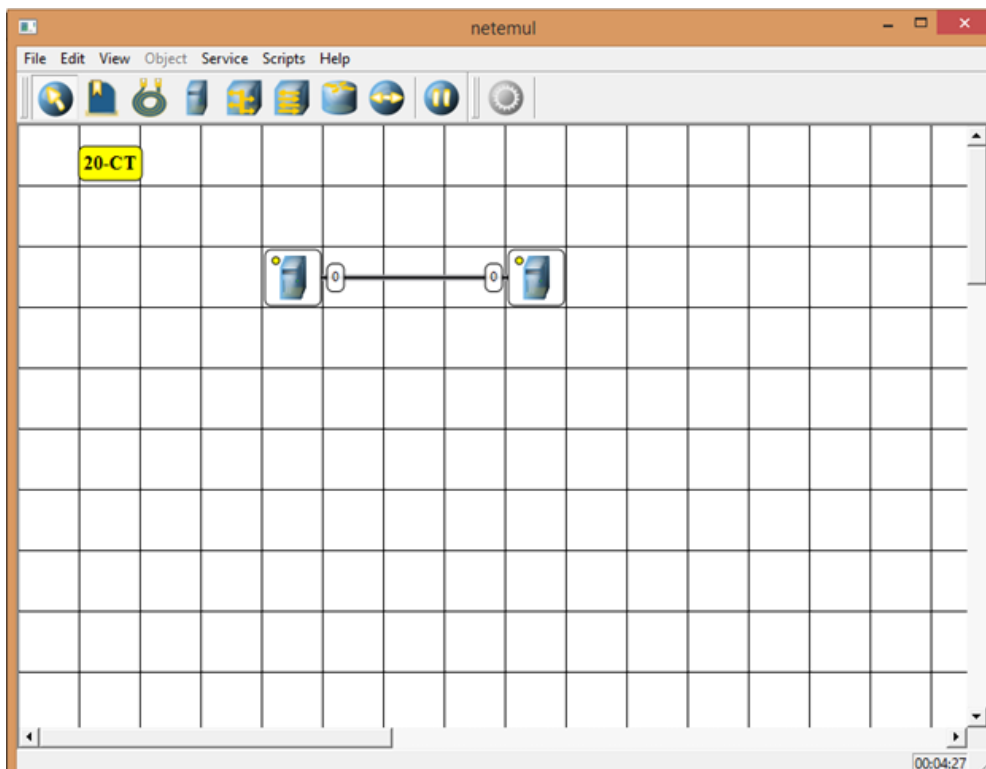 netemul
File Edit View Object Service Scripts Help
20-CT
0 0
00:04:27